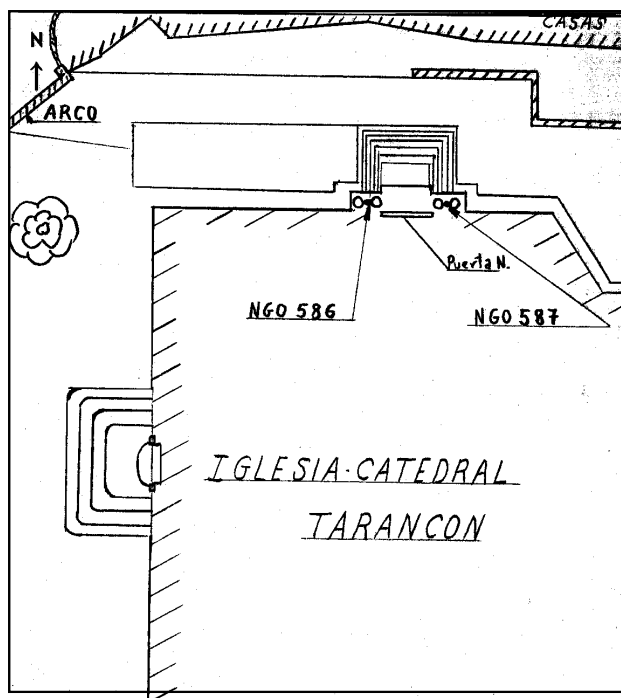 CASAS
N
ARCO
Puerta N.
NGO 586
NGO 587
IGLESIA-CATEDRAL
TARANCON